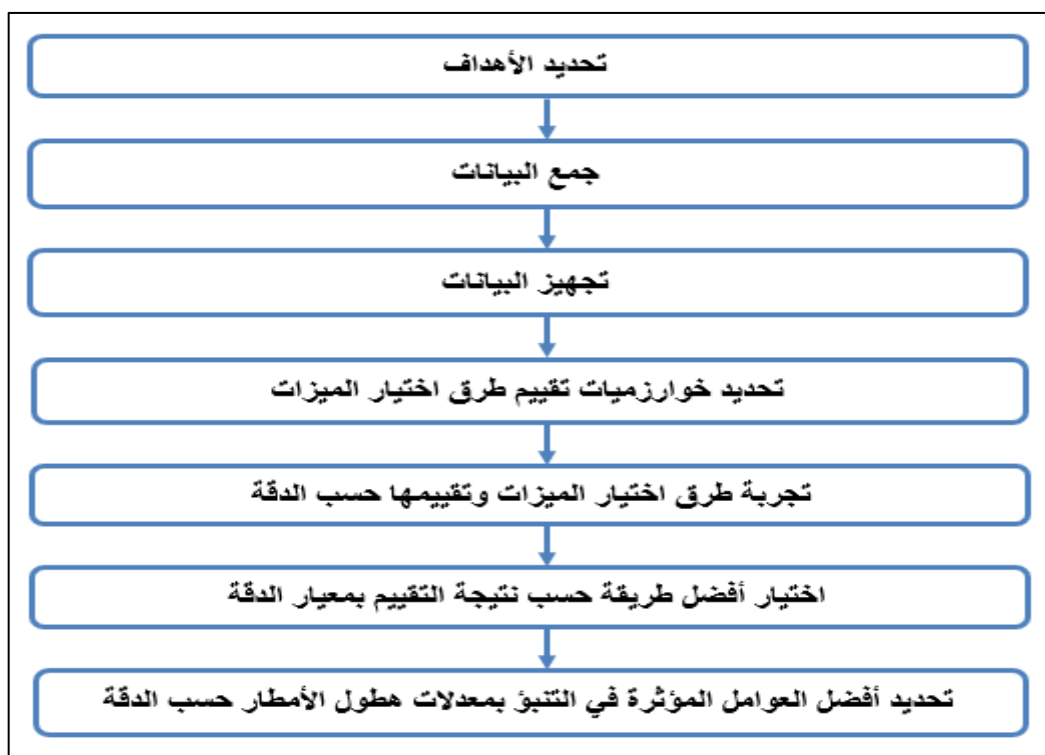 تحديد الأهداف
جمع البيانات
تجهيز البيانات
تحديد خوارزميات تقييم طرق اختيار الميزات
تجربة طرق اختيار الميزات وتقييمها حسب الدقة
اختيار أفضل طريقة حسب نتيجة التقييم بمعيار الدقة
تحديد أفضل العوامل المؤثرة في التنبؤ بمعدلات هطول الأمطار حسب الدقة